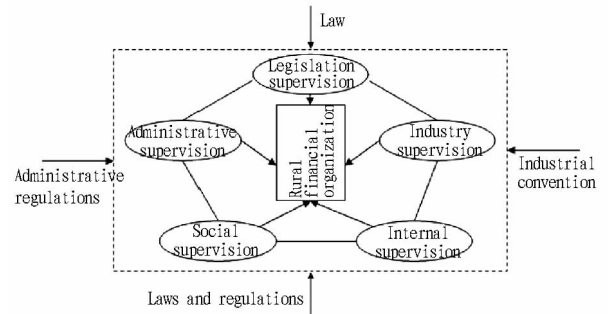 Law
Legislation
supervision
Administrative
supervision
Rural
financial
organization
Industry
supervision
Administrative
regulations
Industrial
convention
Social
supervision
Internal
supervision
Laws and regulations